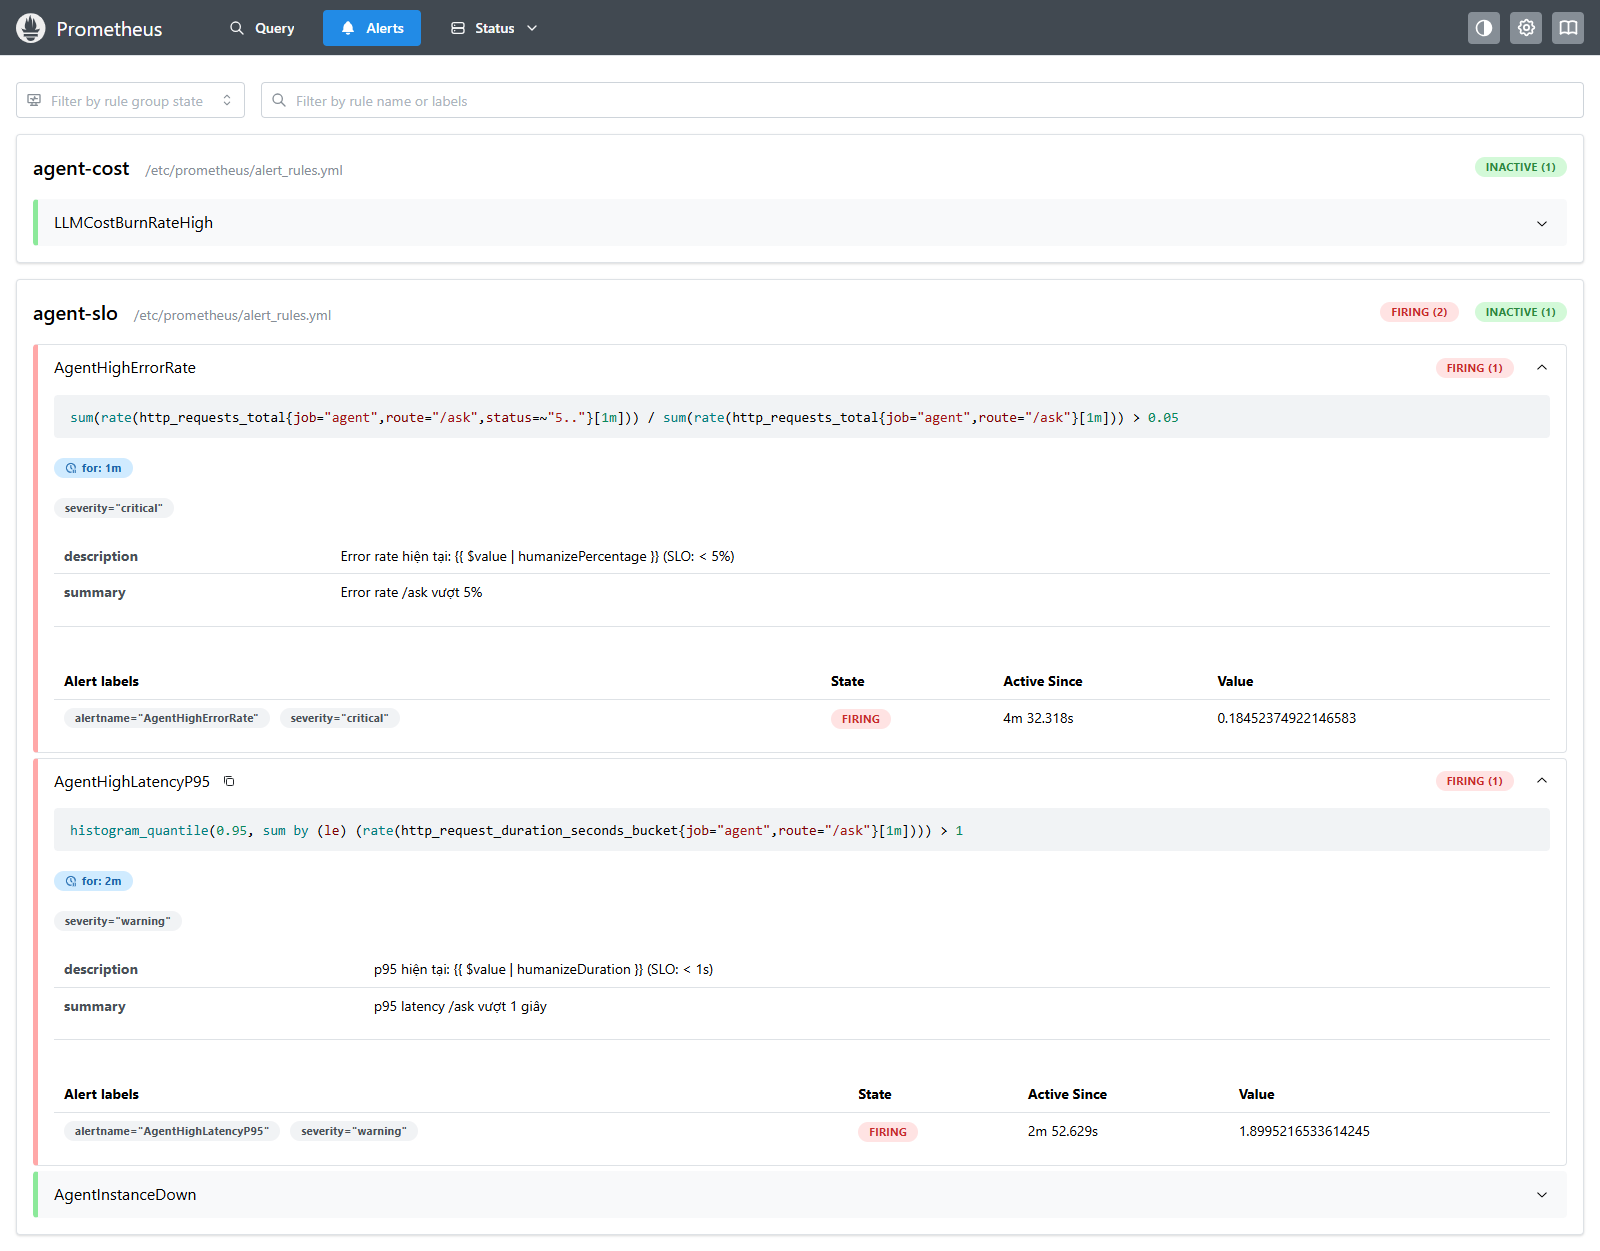 Prometheus
Query
Alerts
Status
Filter by rule group state
Filter by rule name or labels
agent-cost /etc/prometheus/alert_rules.yml INACTIVE (1)
LLMCostBurnRateHigh
agent-slo /etc/prometheus/alert_rules.yml FIRING (2) INACTIVE (1)
AgentHighErrorRate FIRING (1)
sum(rate(http_requests_total{job="agent",route="/ask",status=~"5.."}[1m])) / sum(rate(http_requests_total{job="agent",route="/ask"}[1m])) > 0.05
for: 1m
severity="critical"
description Error rate hiện tại: {{ $value | humanizePercentage }} (SLO: < 5%)
summary Error rate /ask vượt 5%
Alert labels State Active Since Value
alertname="AgentHighErrorRate" severity="critical" FIRING 4m 32.318s 0.18452374922146583
AgentHighLatencyP95 FIRING (1)
histogram_quantile(0.95, sum by (le) (rate(http_request_duration_seconds_bucket{job="agent",route="/ask"}[1m]))) > 1
for: 2m
severity="warning"
description p95 hiện tại: {{ $value | humanizeDuration }} (SLO: < 1s)
summary p95 latency /ask vượt 1 giây
Alert labels State Active Since Value
alertname="AgentHighLatencyP95" severity="warning" FIRING 2m 52.629s 1.8995216533614245
AgentInstanceDown